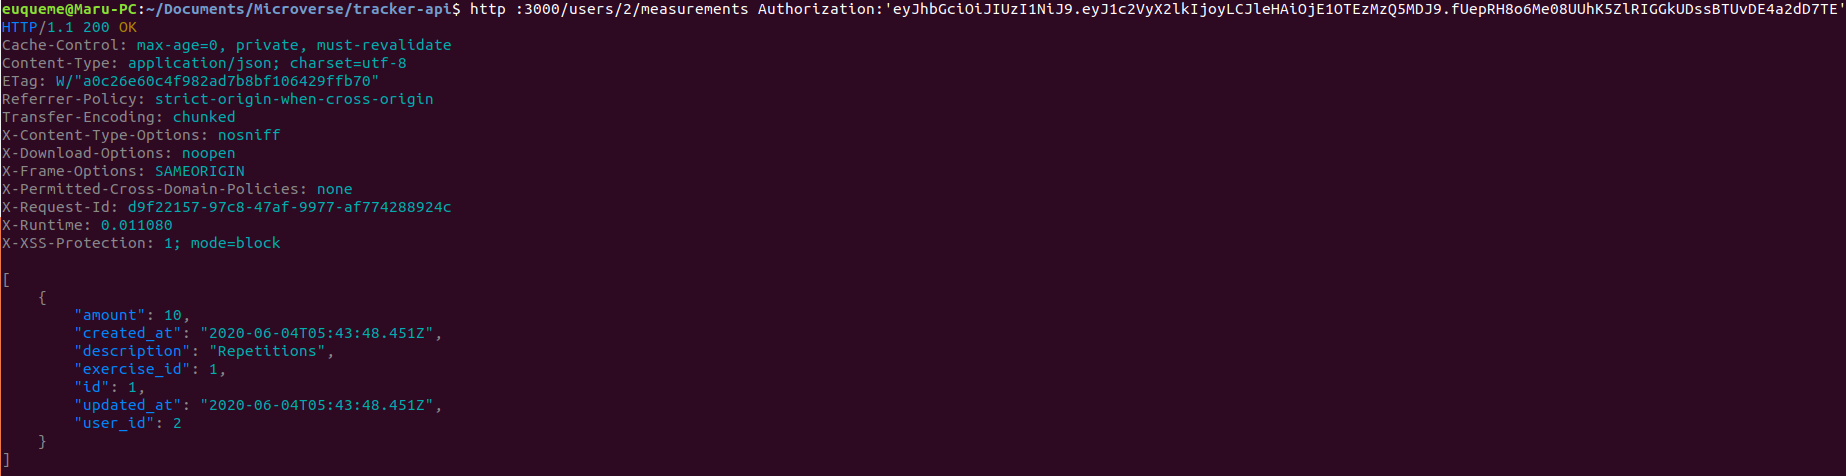 euqueme@Maru-PC:~/Documents/Microverse/tracker-api$ http :3000/users/2/measurements Authorization:'eyJhbGciOiJIUzI1NiJ9.eyJ1c2VyX2lkIjoyLCJleHAiOjE1OTEzMzQ5MDJ9.fUepRH8o6Me08UUhK5ZlRIGGkUDssBTUvDE4a2dD7TE'
HTTP/1.1 200 OK
Cache-Control: max-age=0, private, must-revalidate
Content-Type: application/json; charset=utf-8
ETag: W/"a0c26e60c4f982ad7b8bf106429ffb70"
Referrer-Policy: strict-origin-when-cross-origin
Transfer-Encoding: chunked
X-Content-Type-Options: nosniff
X-Download-Options: noopen
X-Frame-Options: SAMEORIGIN
X-Permitted-Cross-Domain-Policies: none
X-Request-Id: d9f22157-97c8-47af-9977-af774288924c
X-Runtime: 0.011080
X-XSS-Protection: 1; mode=block
[
    {
        "amount": 10,
        "created_at": "2020-06-04T05:43:48.451Z",
        "description": "Repetitions",
        "exercise_id": 1,
        "id": 1,
        "updated_at": "2020-06-04T05:43:48.451Z",
        "user_id": 2
    }
]